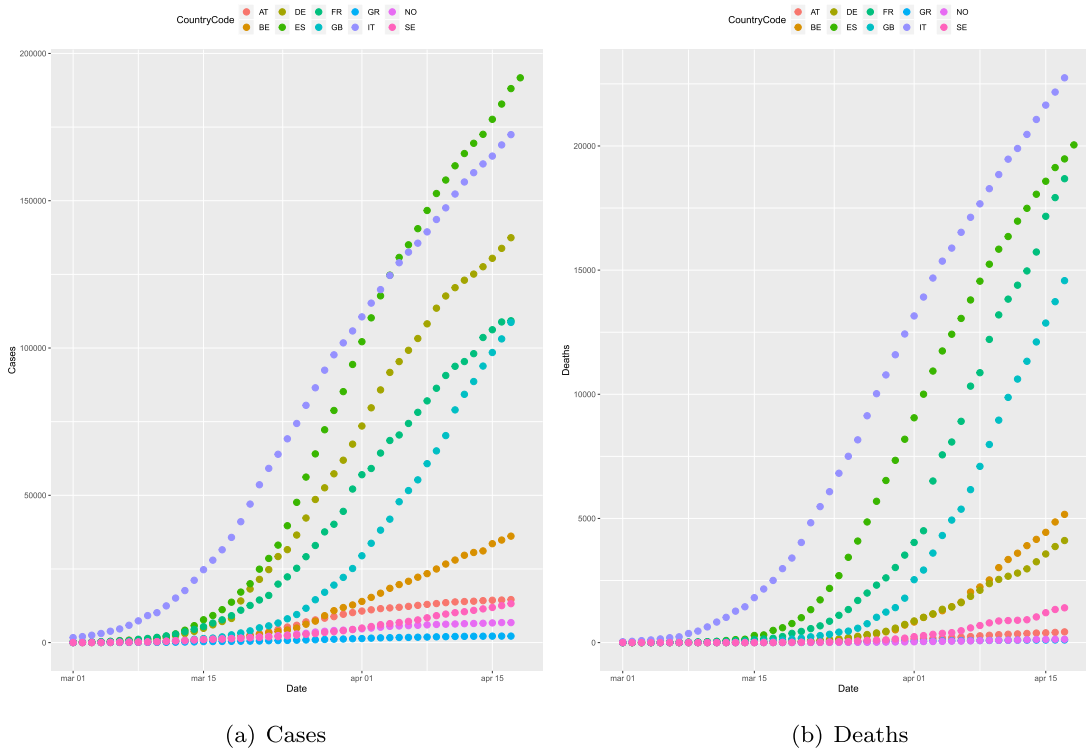 CountryCode AT DE FR GR NO
BE ES GB IT SE
200000
150000
100000
50000
0
Cases
mar 01 mar 15 apr 01 apr 15
Date
(a) Cases
CountryCode AT DE FR GR NO
BE ES GB IT SE
20000
15000
10000
5000
0
Deaths
mar 01 mar 15 apr 01 apr 15
Date
(b) Deaths